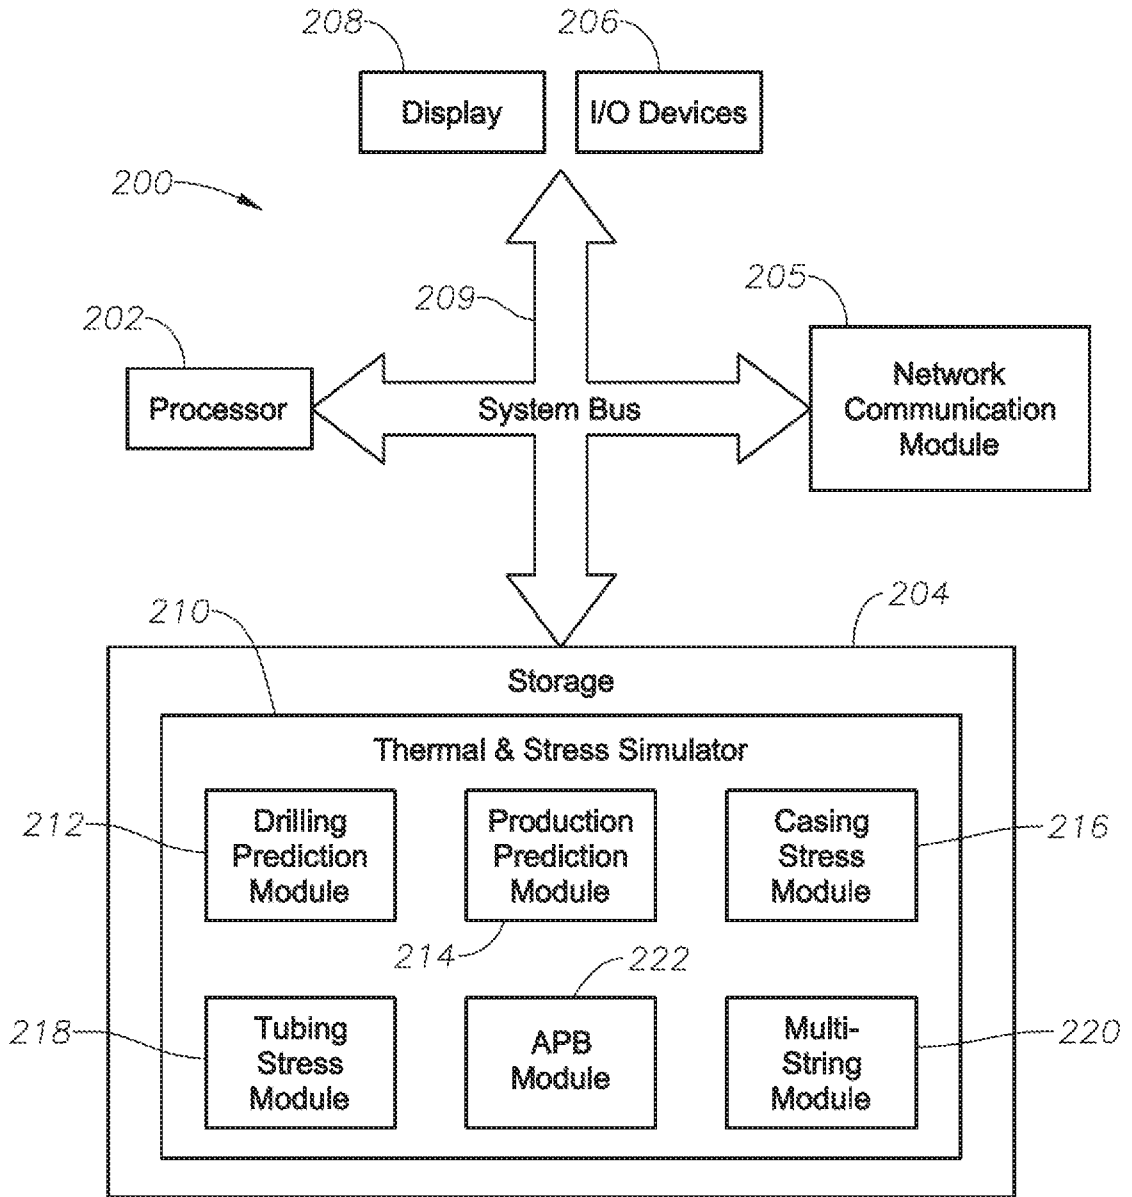 208
206
Display
I/O Devices
200
209
205
202
Processor
System Bus
Network
Communication
Module
210
204
Storage
Thermal & Stress Simulator
212
Drilling
Prediction
Module
Production
Prediction
Module
Casing
Stress
Module
216
214
222
218
Tubing
Stress
Module
APB
Module
Multi-
String
Module
220